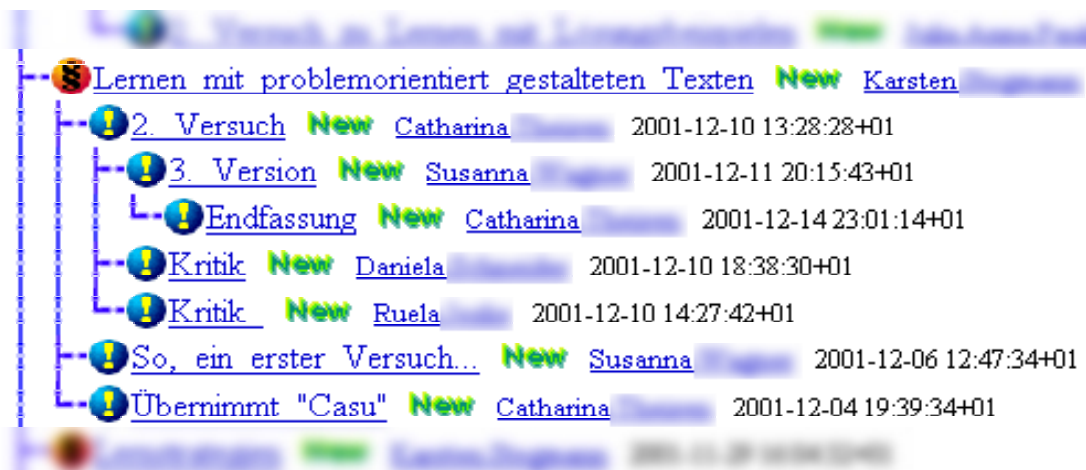 Lernen mit problemorientiert gestalteten Texten New Karsten
2. Versuch New Catharina 2001-12-10 13:28:28+01
3. Version New Susanna 2001-12-11 20:15:43+01
Endfassung New Catharina 2001-12-14 23:01:14+01
Kritik New Daniela 2001-12-10 18:38:30+01
Kritik New Ruela 2001-12-10 14:27:42+01
So, ein erster Versuch... New Susanna 2001-12-06 12:47:34+01
Übernimmt "Casu" New Catharina 2001-12-04 19:39:34+01